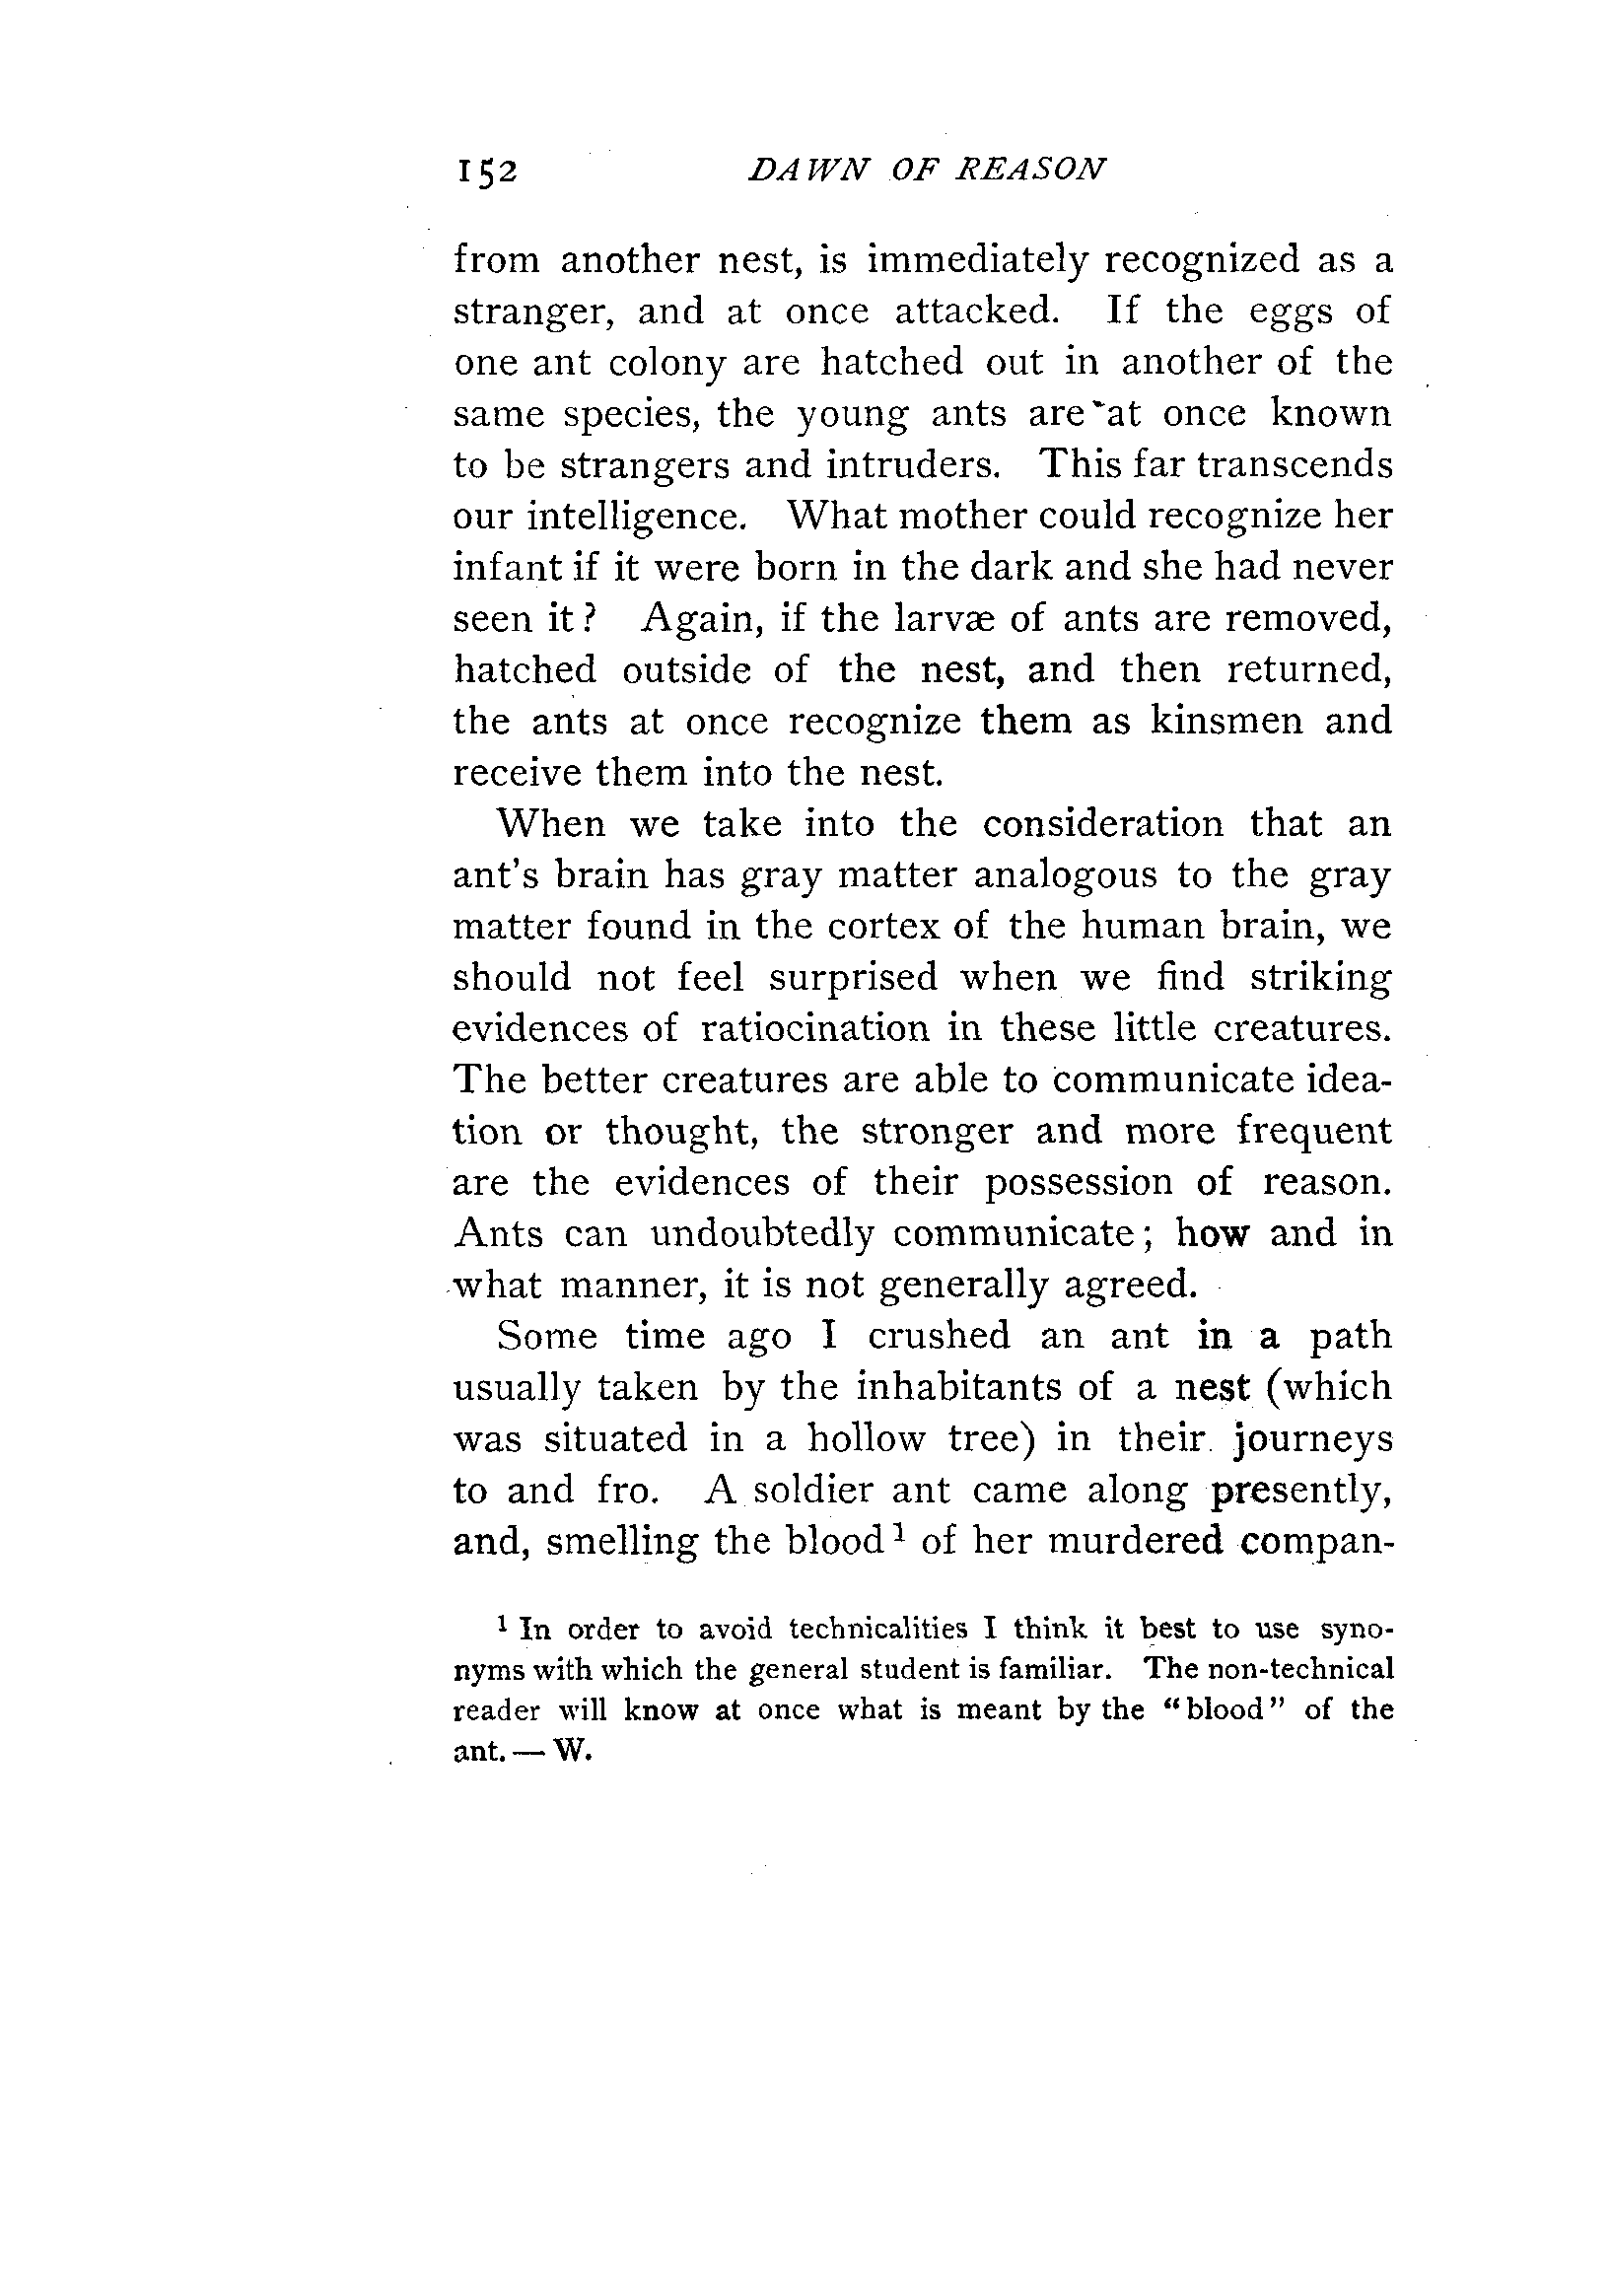 152 DAWN OF REASON
from another nest, is immediately recognized as a
stranger, and at once attacked. If the eggs of
one ant colony are hatched out in another of the
same species, the young ants are at once known
to be strangers and intruders. This far transcends
our intelligence. What mother could recognize her
infant if it were born in the dark and she had never
seen it? Again, if the larvæ of ants are removed,
hatched outside of the nest, and then returned,
the ants at once recognize them as kinsmen and
receive them into the nest.
When we take into the consideration that an
ant's brain has gray matter analogous to the gray
matter found in the cortex of the human brain, we
should not feel surprised when we find striking
evidences of ratiocination in these little creatures.
The better creatures are able to communicate idea-
tion or thought, the stronger and more frequent
are the evidences of their possession of reason.
Ants can undoubtedly communicate; how and in
what manner, it is not generally agreed.
Some time ago I crushed an ant in a path
usually taken by the inhabitants of a nest (which
was situated in a hollow tree) in their journeys
to and fro. A soldier ant came along presently,
and, smelling the blood¹ of her murdered compan-
¹ In order to avoid technicalities I think it best to use syno-
nyms with which the general student is familiar. The non-technical
reader will know at once what is meant by the "blood" of the
ant. — W.